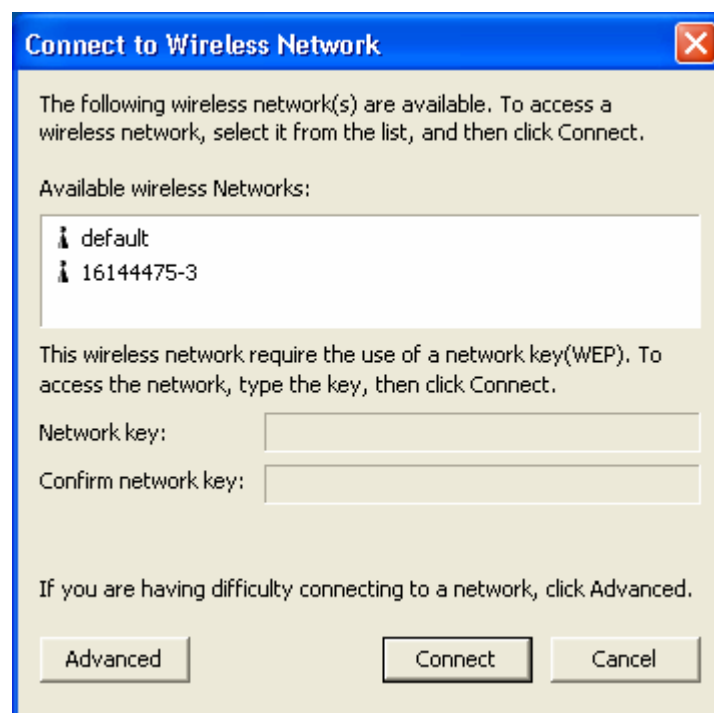 Connect to Wireless Network
The following wireless network(s) are available. To access a
wireless network, select it from the list, and then click Connect.
Available wireless Networks:
default
16144475-3
This wireless network require the use of a network key(WEP). To
access the network, type the key, then click Connect.
Network key:
Confirm network key:
If you are having difficulty connecting to a network, click Advanced.
Advanced Connect Cancel